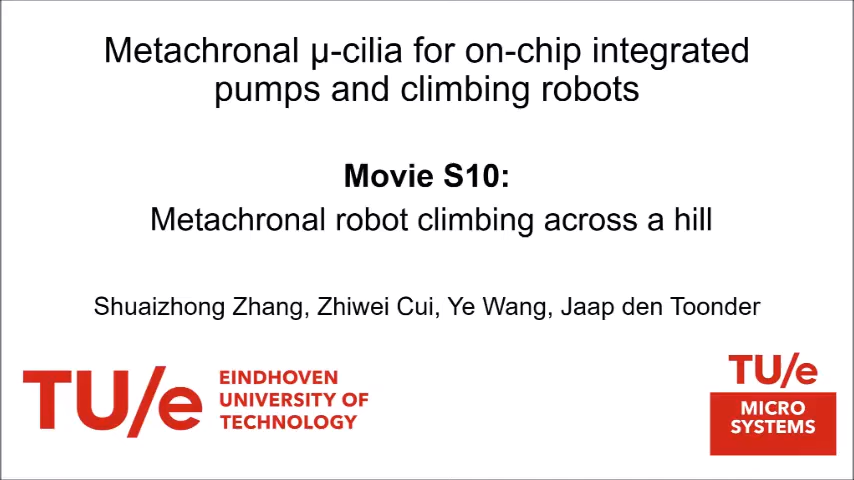 Metachronal μ-cilia for on-chip integrated
pumps and climbing robots
Movie S10:
Metachronal robot climbing across a hill
Shuaizhong Zhang, Zhiwei Cui, Ye Wang, Jaap den Toonder
TU/e
EINDHOVEN
UNIVERSITY OF
TECHNOLOGY
TU/e
MICRO
SYSTEMS